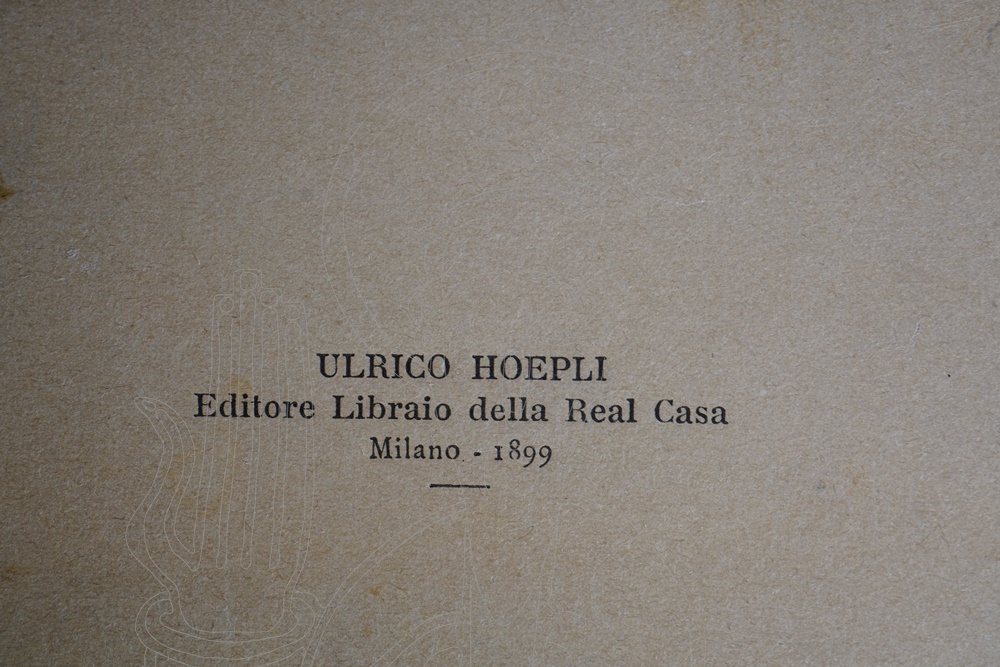 ULRICO HOEPLI
Editore Libraio della Real Casa
Milano - 1899